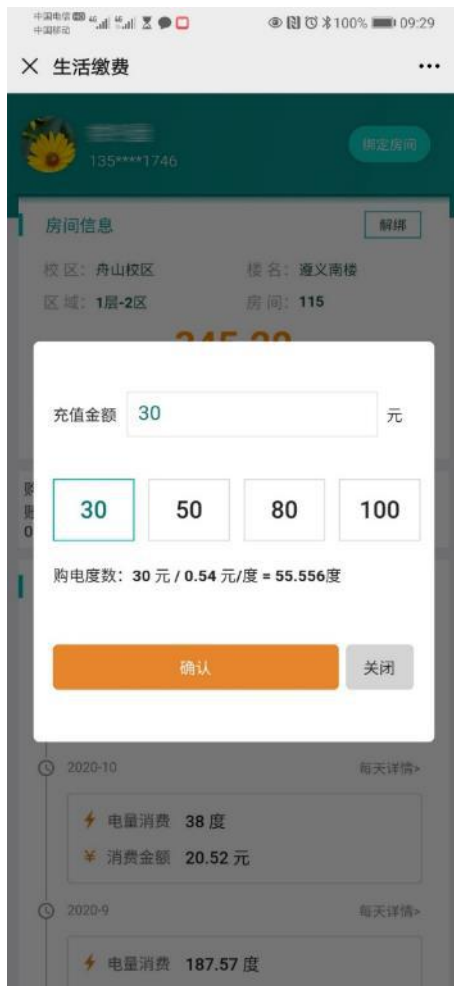 中国电信 HD 46 46 100% 09:29
中国移动
生活缴费
135****1746 绑定房间
房间信息 解绑
校 区: 舟山校区 楼 名: 遵义南楼
区 域: 1层-2区 房 间: 115
充值金额 30 元
30 50 80 100
购电度数: 30 元 / 0.54 元/度 = 55.556度
确认 关闭
2020-10 每天详情>
电量消费 38 度
¥ 消费金额 20.52 元
2020-9 每天详情>
电量消费 187.57 度